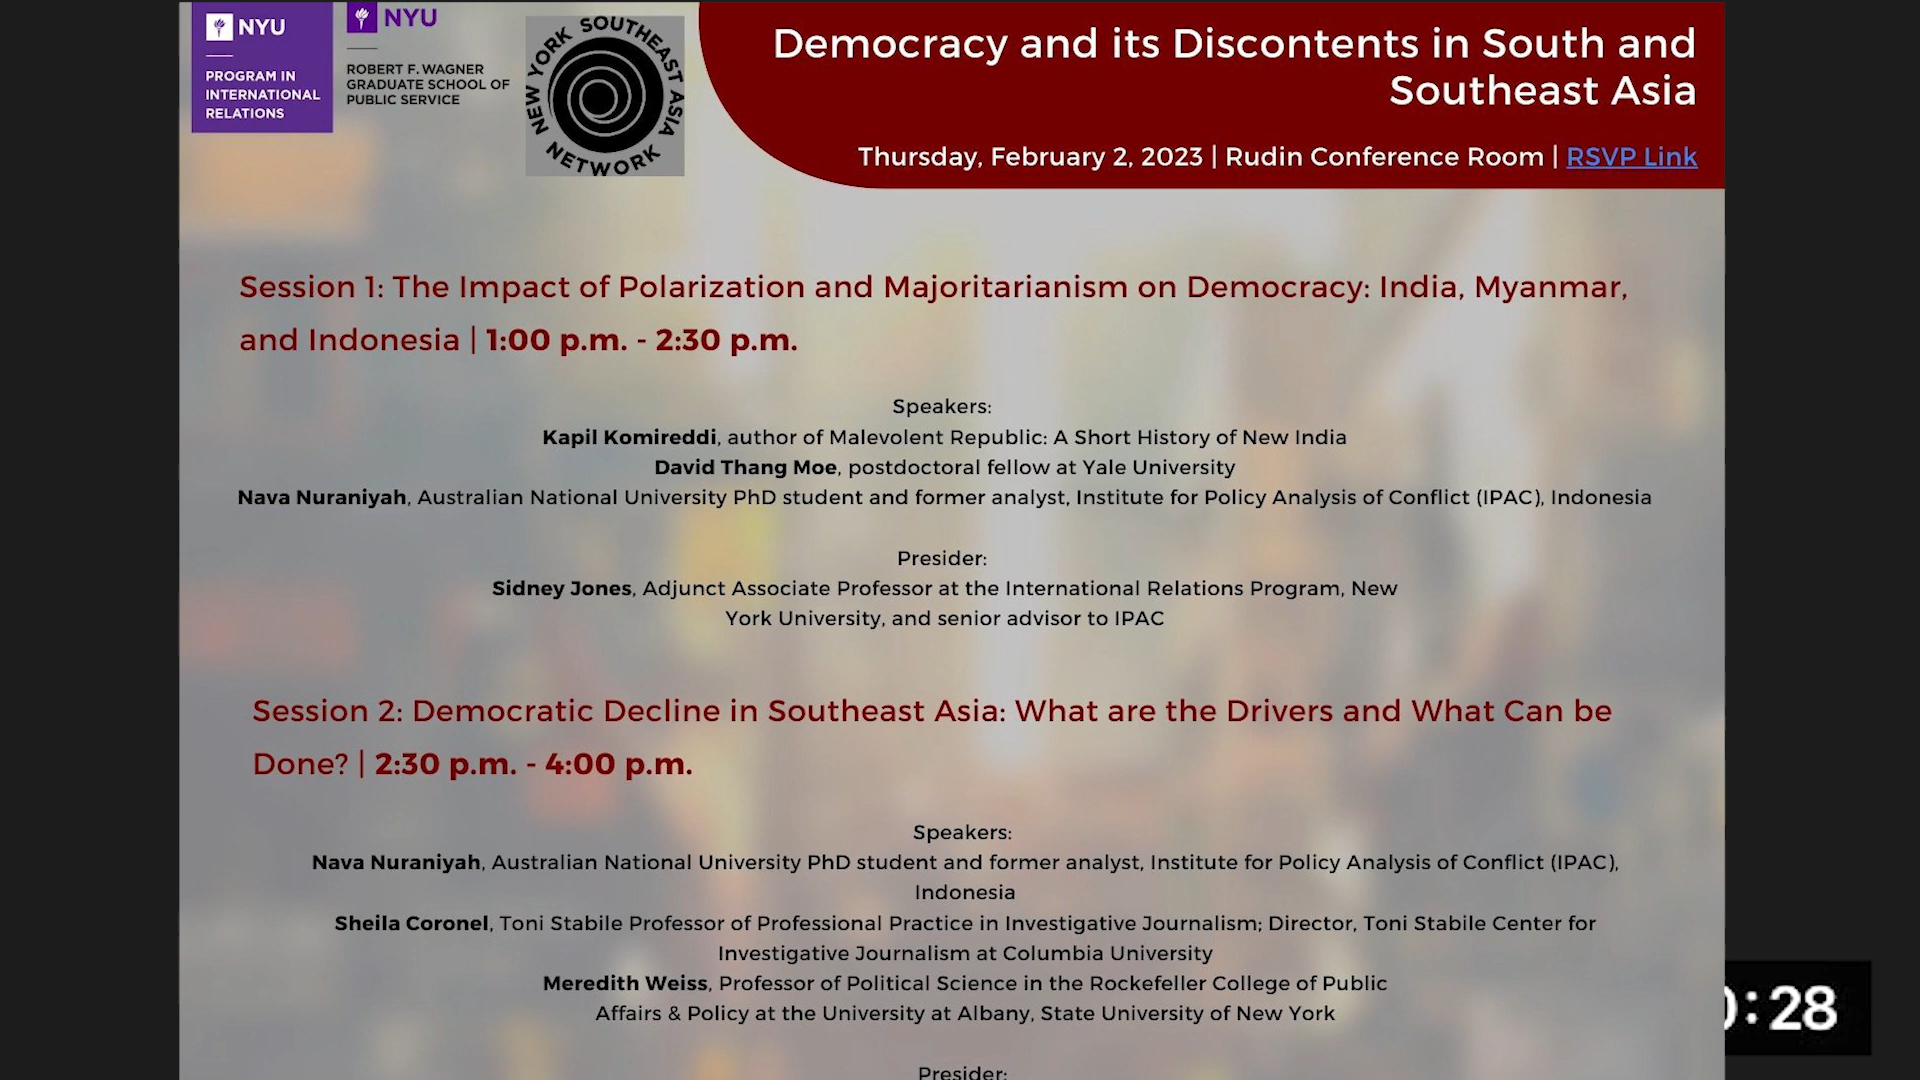 NYU
PROGRAM IN
INTERNATIONAL
RELATIONS
NYU
ROBERT F. WAGNER
GRADUATE SCHOOL OF
PUBLIC SERVICE
NEW YORK SOUTHEAST ASIA
NETWORK
Democracy and its Discontents in South and
Southeast Asia
Thursday, February 2, 2023 | Rudin Conference Room | RSVP Link
Session 1: The Impact of Polarization and Majoritarianism on Democracy: India, Myanmar,
and Indonesia | 1:00 p.m. - 2:30 p.m.
Speakers:
Kapil Komireddi, author of Malevolent Republic: A Short History of New India
David Thang Moe, postdoctoral fellow at Yale University
Nava Nuraniyah, Australian National University PhD student and former analyst, Institute for Policy Analysis of Conflict (IPAC), Indonesia
Presider:
Sidney Jones, Adjunct Associate Professor at the International Relations Program, New
York University, and senior advisor to IPAC
Session 2: Democratic Decline in Southeast Asia: What are the Drivers and What Can be
Done? | 2:30 p.m. - 4:00 p.m.
Speakers:
Nava Nuraniyah, Australian National University PhD student and former analyst, Institute for Policy Analysis of Conflict (IPAC),
Indonesia
Sheila Coronel, Toni Stabile Professor of Professional Practice in Investigative Journalism; Director, Toni Stabile Center for
Investigative Journalism at Columbia University
Meredith Weiss, Professor of Political Science in the Rockefeller College of Public
Affairs & Policy at the University at Albany, State University of New York
Presider:
:28